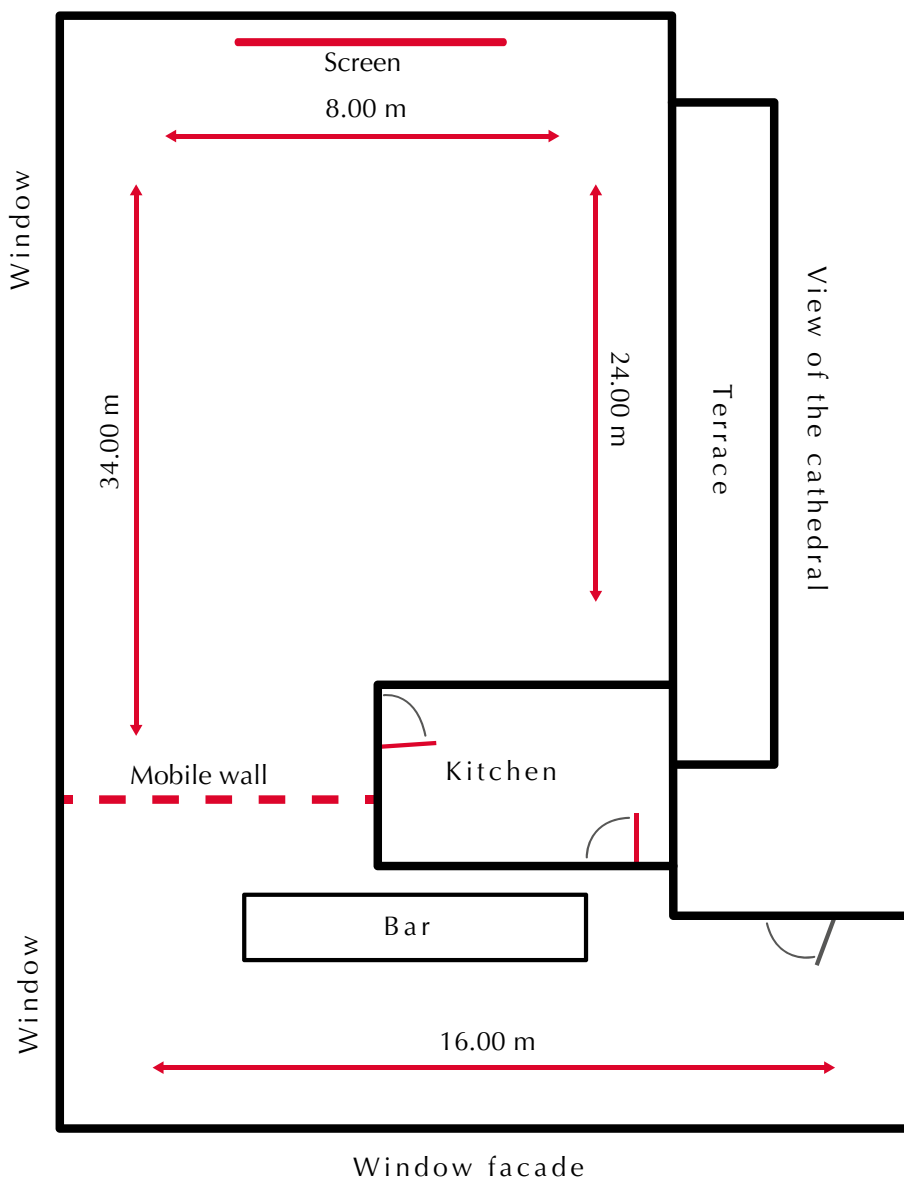 Screen
8.00 m
Window
34.00 m
24.00 m
Terrace
View of the cathedral
Mobile wall
Kitchen
Bar
Window
16.00 m
Window facade